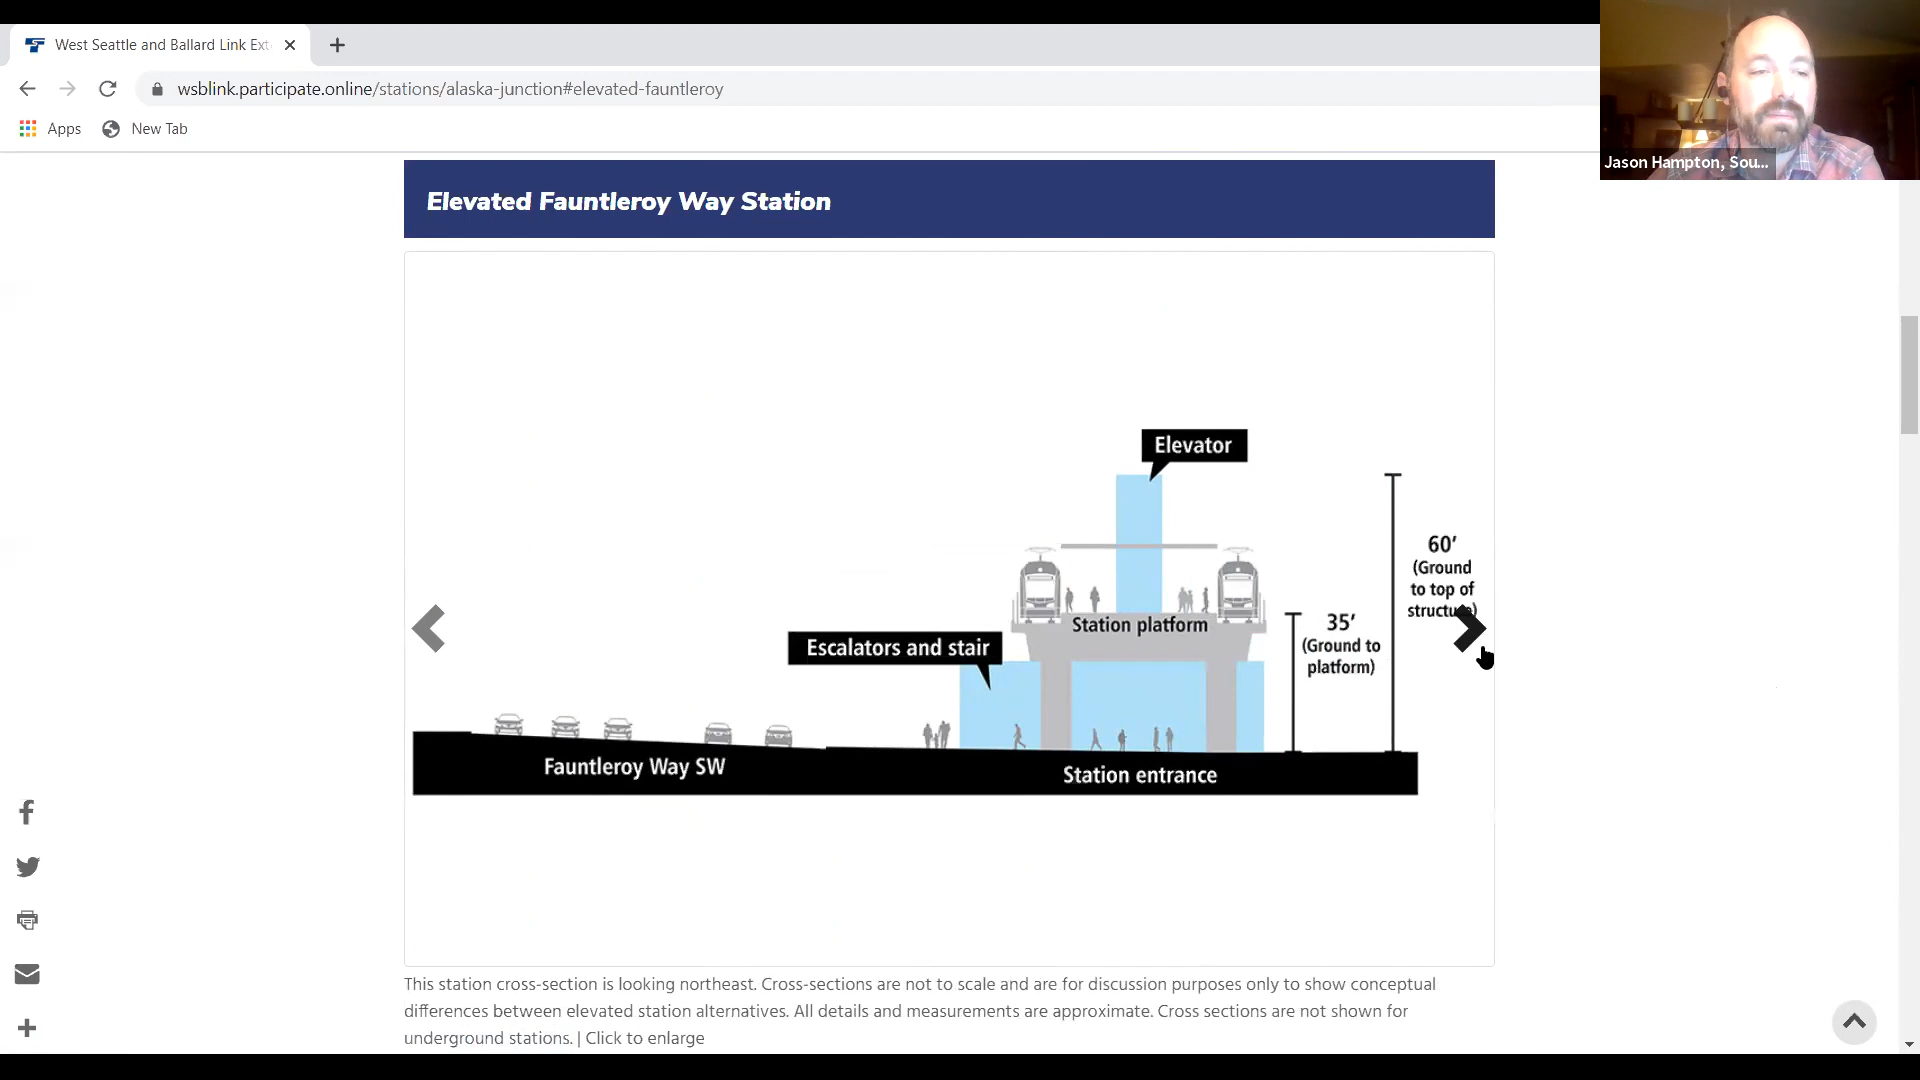 West Seattle and Ballard Link Ext
wsblink.participate.online/stations/alaska-junction#elevated-fauntleroy
Apps
New Tab
Jason Hampton, Sou...
Elevated Fauntleroy Way Station
Elevator
60'
(Ground
to top of
structure)
35'
(Ground to
platform)
Station platform
Escalators and stair
Fauntleroy Way SW
Station entrance
This station cross-section is looking northeast. Cross-sections are not to scale and are for discussion purposes only to show conceptual
differences between elevated station alternatives. All details and measurements are approximate. Cross sections are not shown for
underground stations. | Click to enlarge